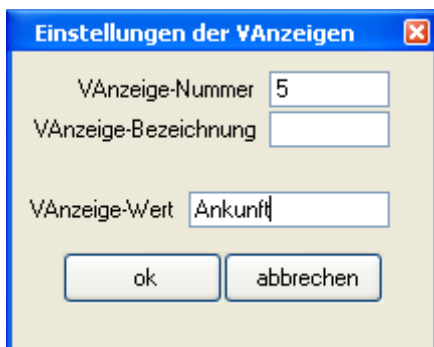 Einstellungen der VAnzeigen
VAnzeige-Nummer 5
VAnzeige-Bezeichnung
VAnzeige-Wert Ankunft
ok abbrechen